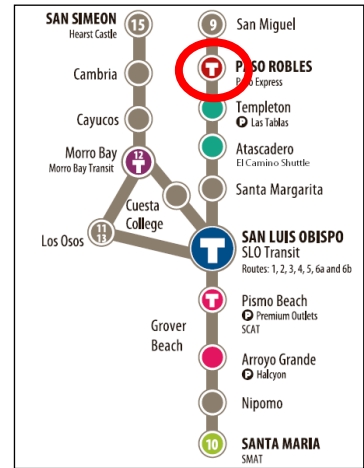 SAN SIMEON
Hearst Castle
15
Cambria
Cayucos
Morro Bay
Morro Bay Transit
12
T
Cuesta
College
Los Osos
11
13
9
San Miguel
T
PASO ROBLES
Paso Express
Templeton
P Las Tablas
Atascadero
El Camino Shuttle
Santa Margarita
T
SAN LUIS OBISPO
SLO Transit
Routes: 1, 2, 3, 4, 5, 6a and 6b
T
Pismo Beach
P Premium Outlets
SCAT
Grover
Beach
Arroyo Grande
P Halcyon
Nipomo
10
SANTA MARIA
SMAT